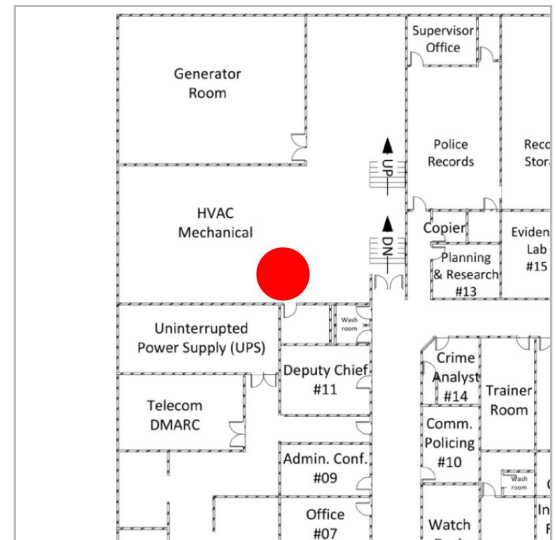 Supervisor
Office
Generator
Room
Police
Records
UP
HVAC
Mechanical
DN
Copier
Planning
& Research
#13
Lab
#15
Uninterrupted
Power Supply (UPS)
Wash
room
Deputy Chief
#11
Crime
Analyst
#14
Trainer
Room
Telecom
DMARC
Comm.
Policing
#10
Admin. Conf.
#09
Wash
room
Office
#07
Watch